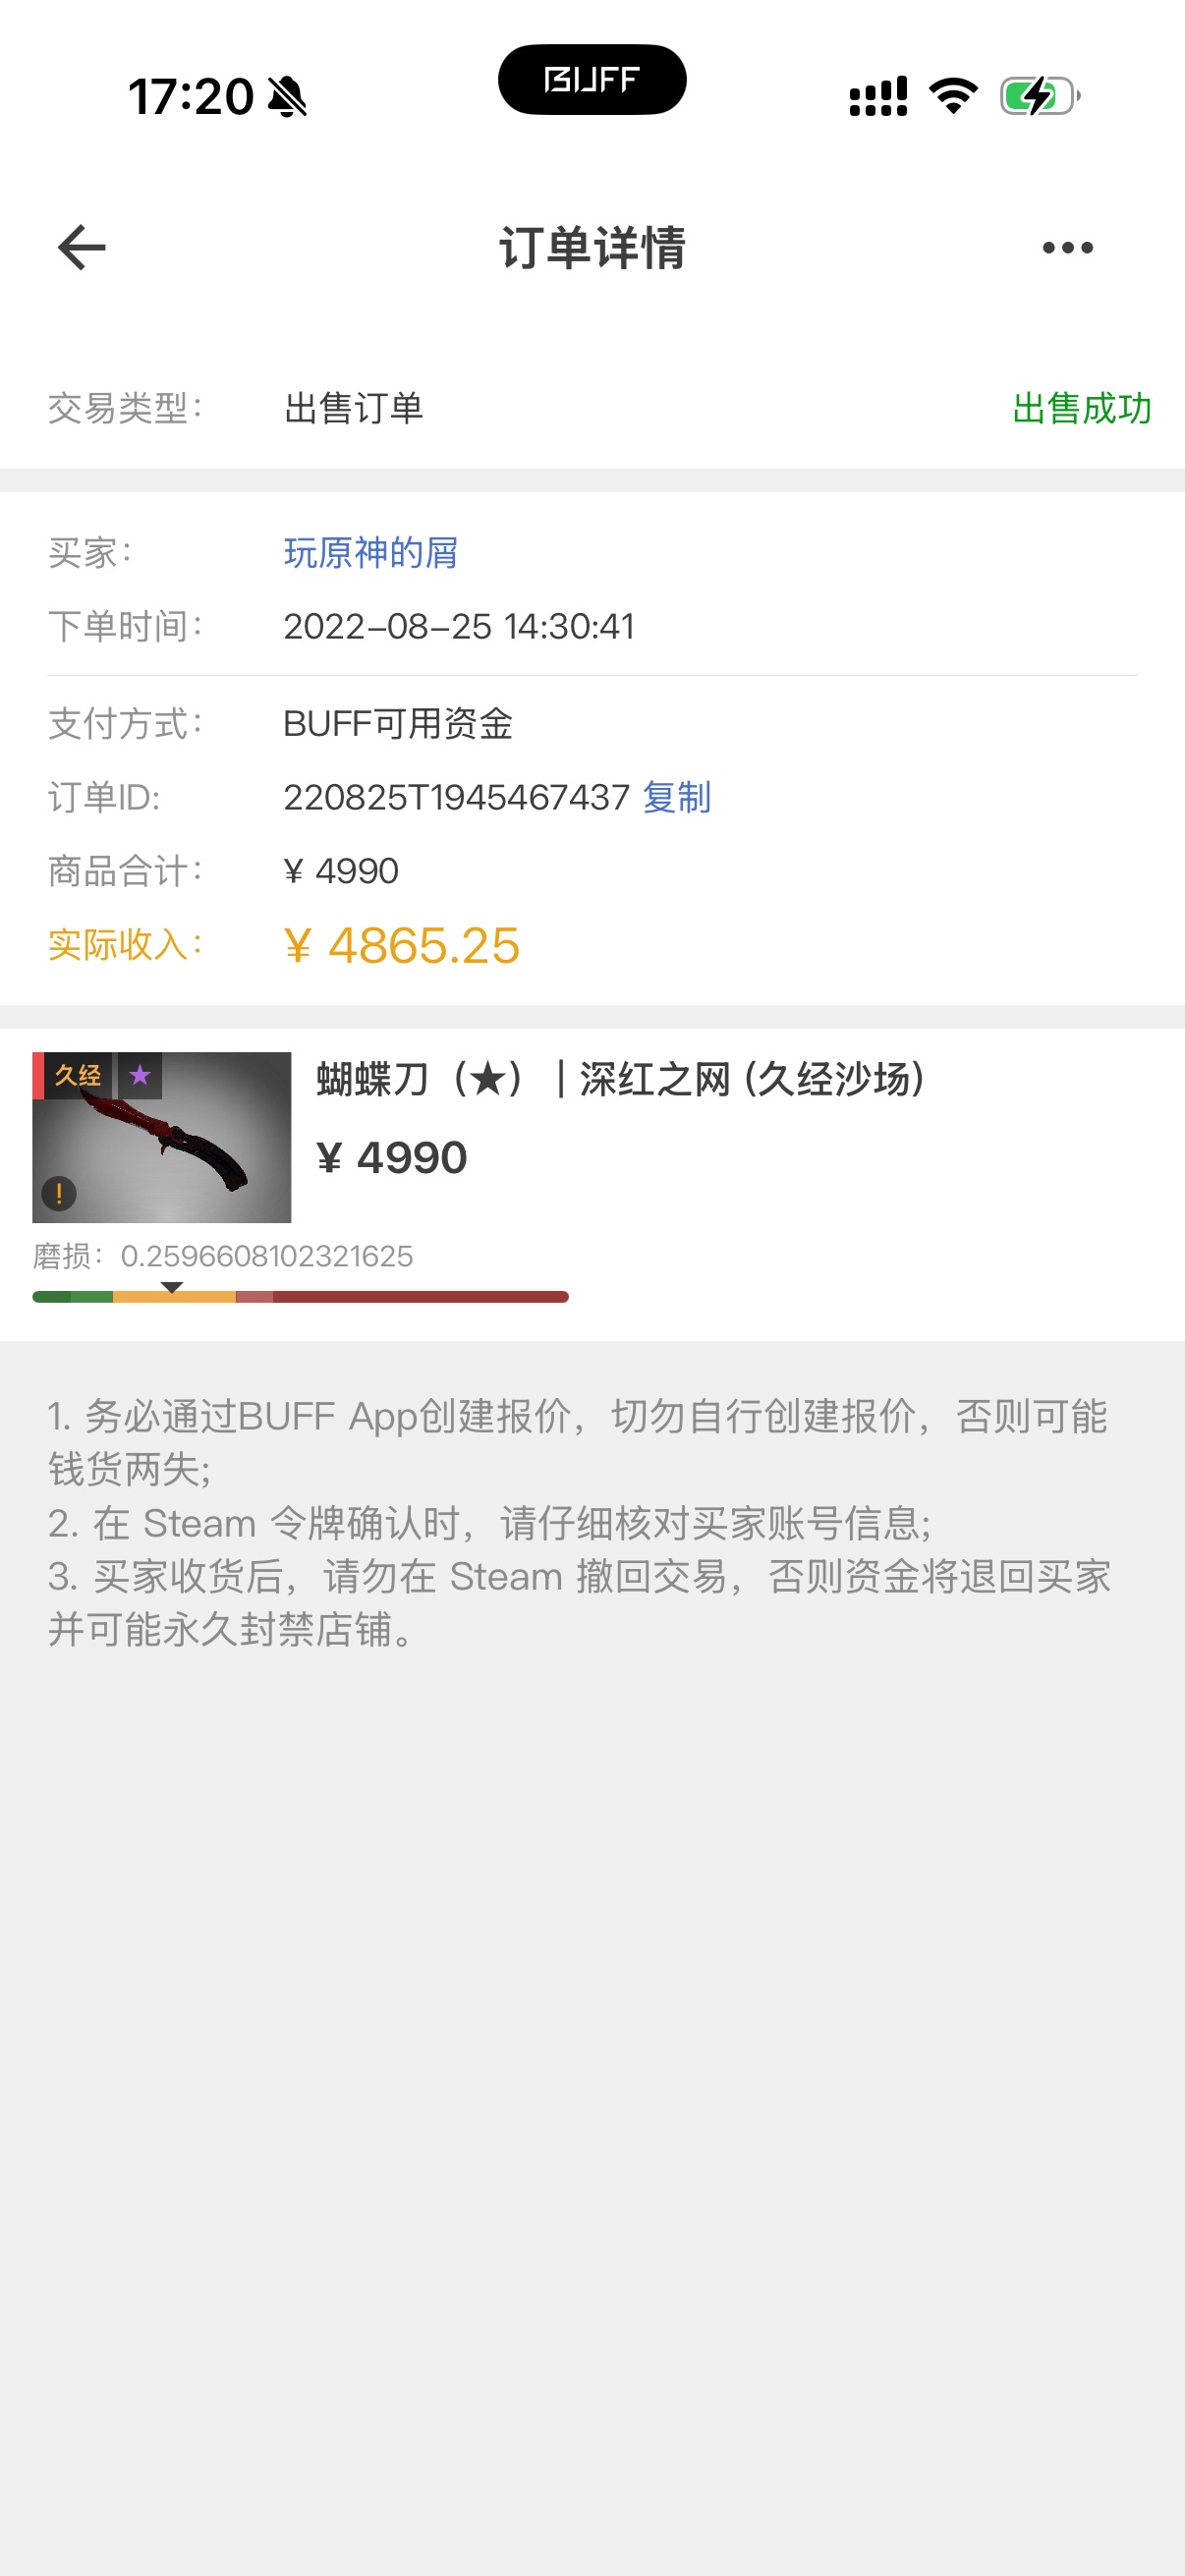 17:20
BUFF
订单详情
交易类型: 出售订单 出售成功
买家: 玩原神的屑
下单时间: 2022-08-25 14:30:41
支付方式: BUFF可用资金
订单ID: 220825T1945467437 复制
商品合计: ¥ 4990
实际收入: ¥ 4865.25
久经 ★
蝴蝶刀（★） | 深红之网 (久经沙场)
¥ 4990
!
磨损: 0.2596608102321625
1. 务必通过BUFF App创建报价，切勿自行创建报价，否则可能
钱货两失;
2. 在 Steam 令牌确认时，请仔细核对买家账号信息;
3. 买家收货后，请勿在 Steam 撤回交易，否则资金将退回买家
并可能永久封禁店铺。